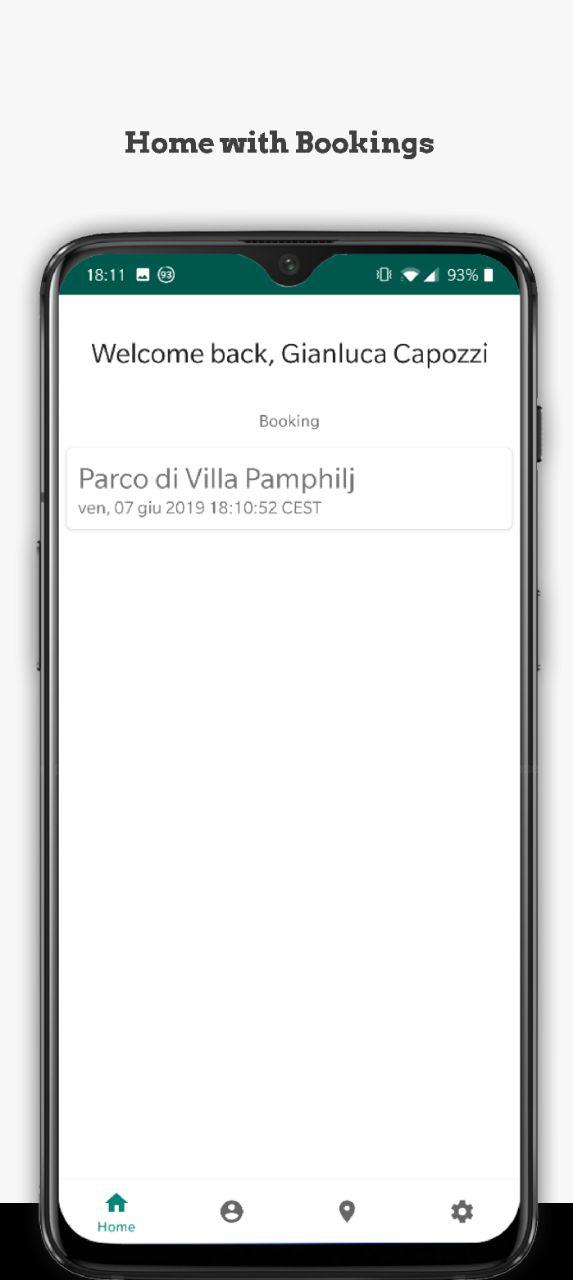 Home with Bookings
18:11 93 93%
Welcome back, Gianluca Capozzi
Booking
Parco di Villa Pamphilj
ven, 07 giu 2019 18:10:52 CEST
Home